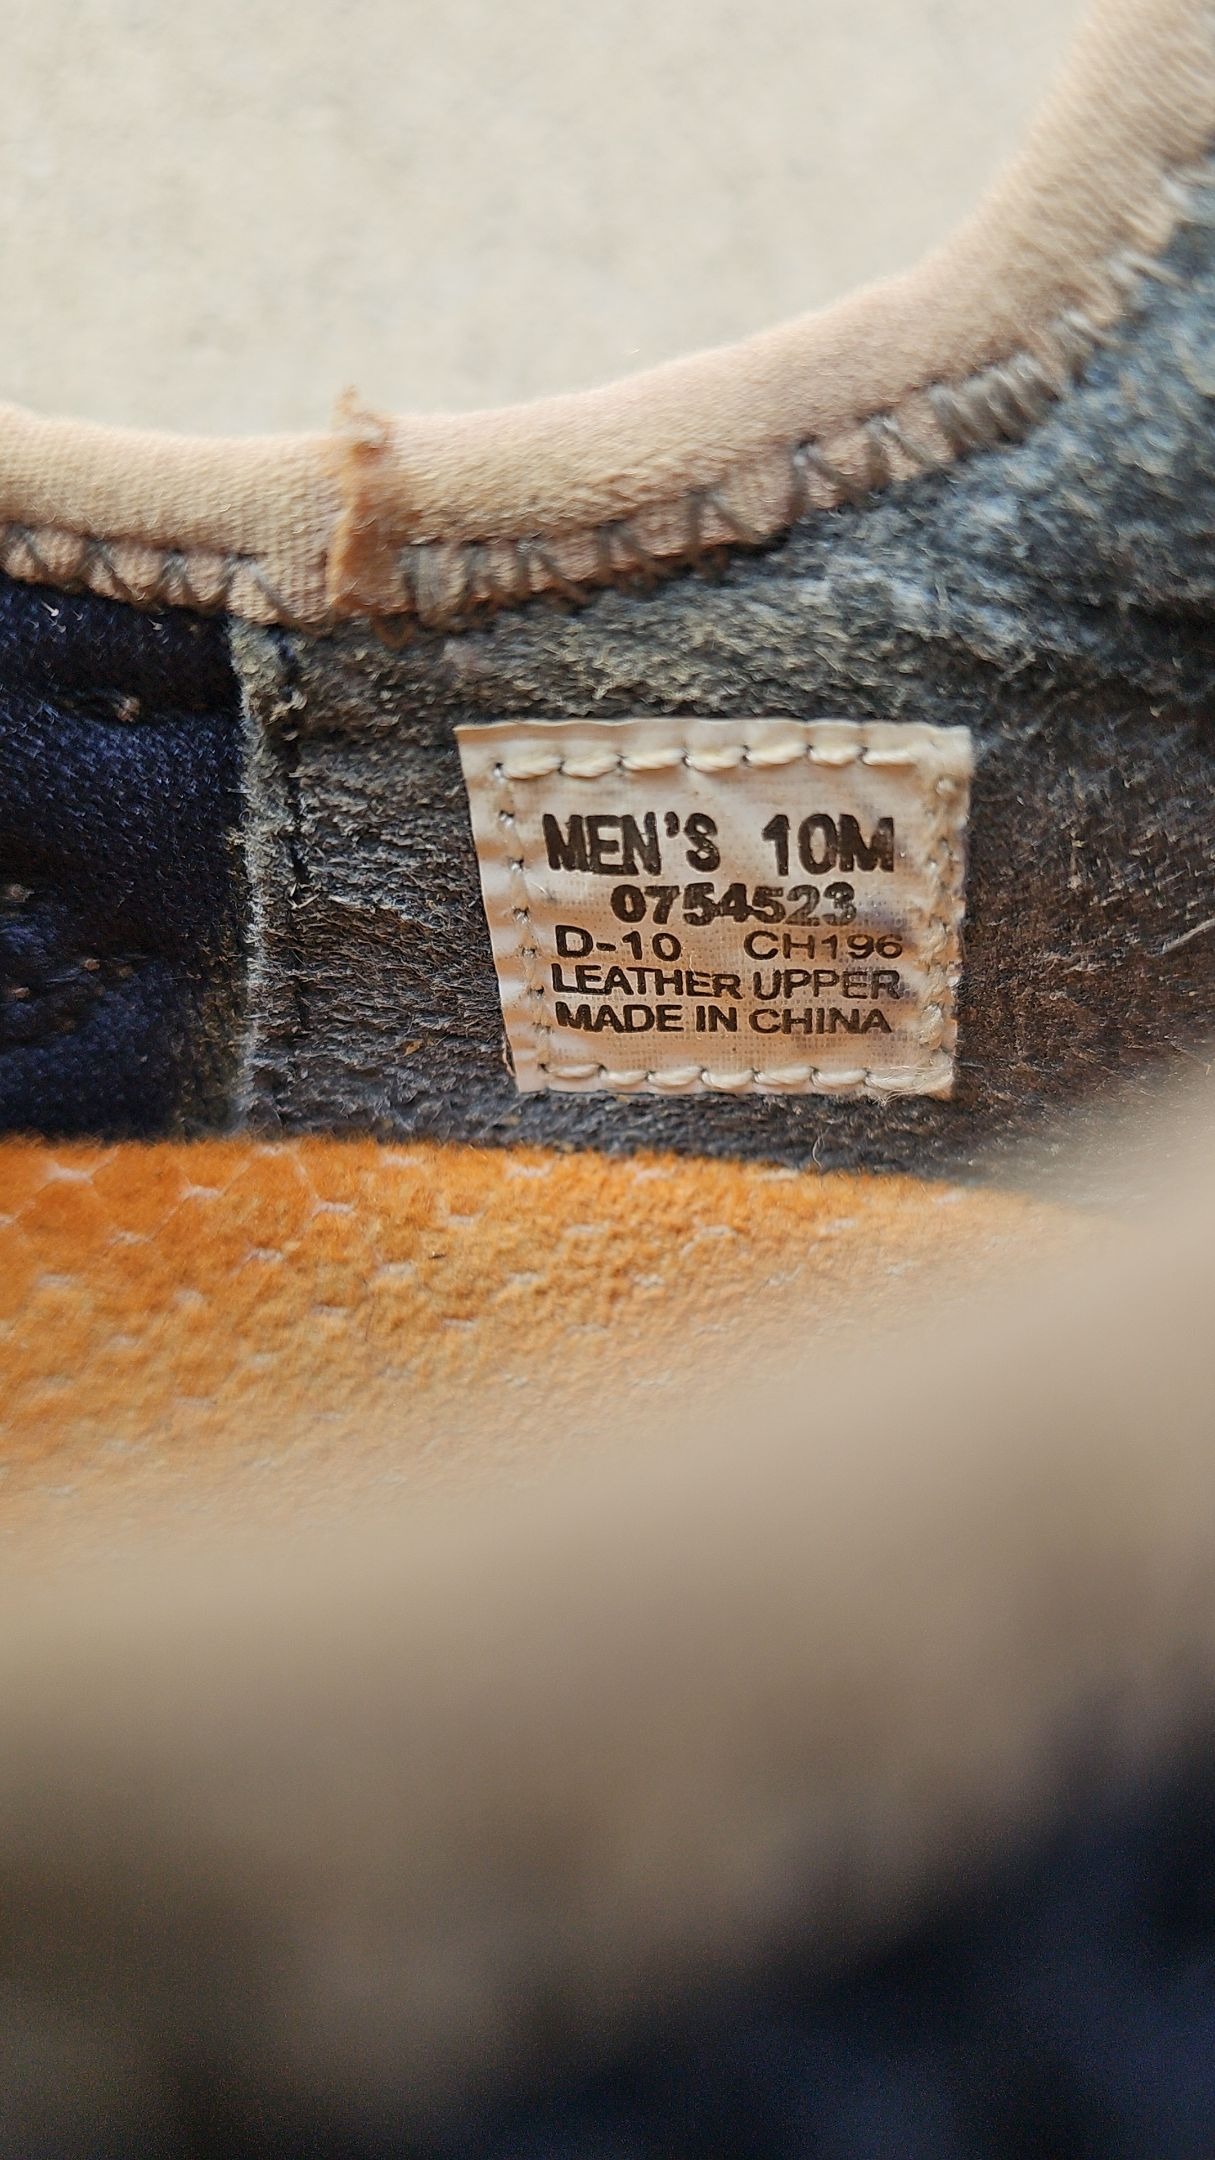 MEN'S 10M
0754523
D-10 CH196
LEATHER UPPER
MADE IN CHINA